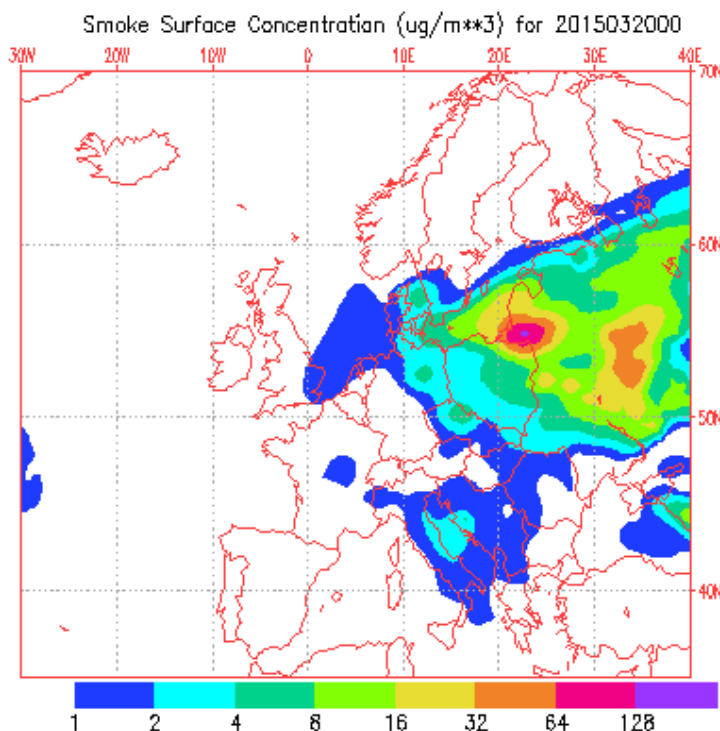 Smoke Surface Concentration (ug/m**3) for 2015032000
30W 20W 10W 0 10E 20E 30E 40E
70N
60N
50N
40N
1 2 4 8 16 32 64 128